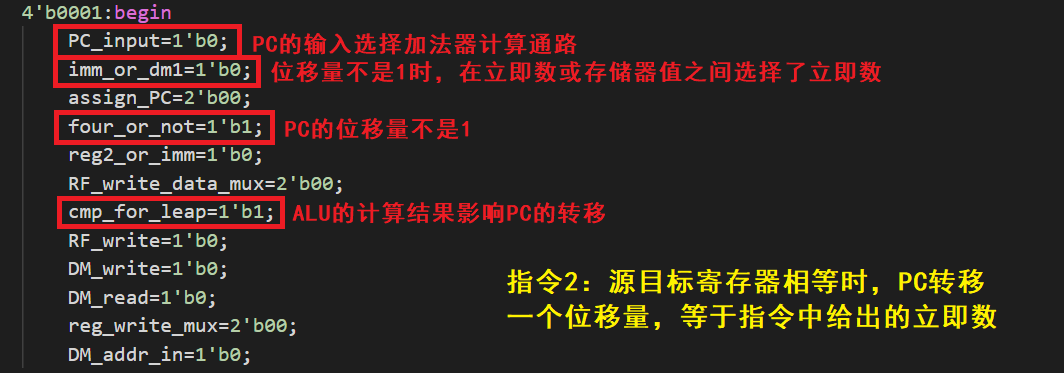 4'b0001:begin
PC_input=1'b0; PC的输入选择加法器计算通路
imm_or_dm1=1'b0; 位移量不是1时，在立即数或存储器值之间选择了立即数
assign_PC=2'b00;
four_or_not=1'b1; PC的位移量不是1
reg2_or_imm=1'b0;
RF_write_data_mux=2'b00;
cmp_for_leap=1'b1; ALU的计算结果影响PC的转移
RF_write=1'b0;
DM_write=1'b0;
DM_read=1'b0;
reg_write_mux=2'b00;
DM_addr_in=1'b0;
指令2：源目标寄存器相等时，PC转移
一个位移量，等于指令中给出的立即数